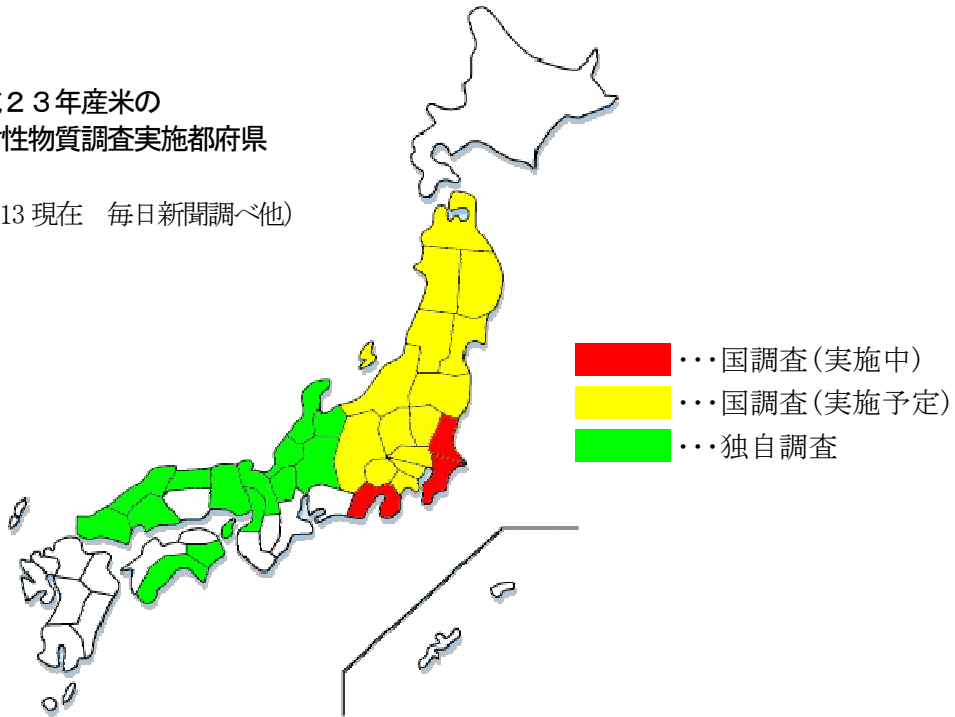 ２３年産米の
性物質調査実施都府県
13 現在　毎日新聞調べ他）
・・・国調査（実施中）
・・・国調査（実施予定）
・・・独自調査